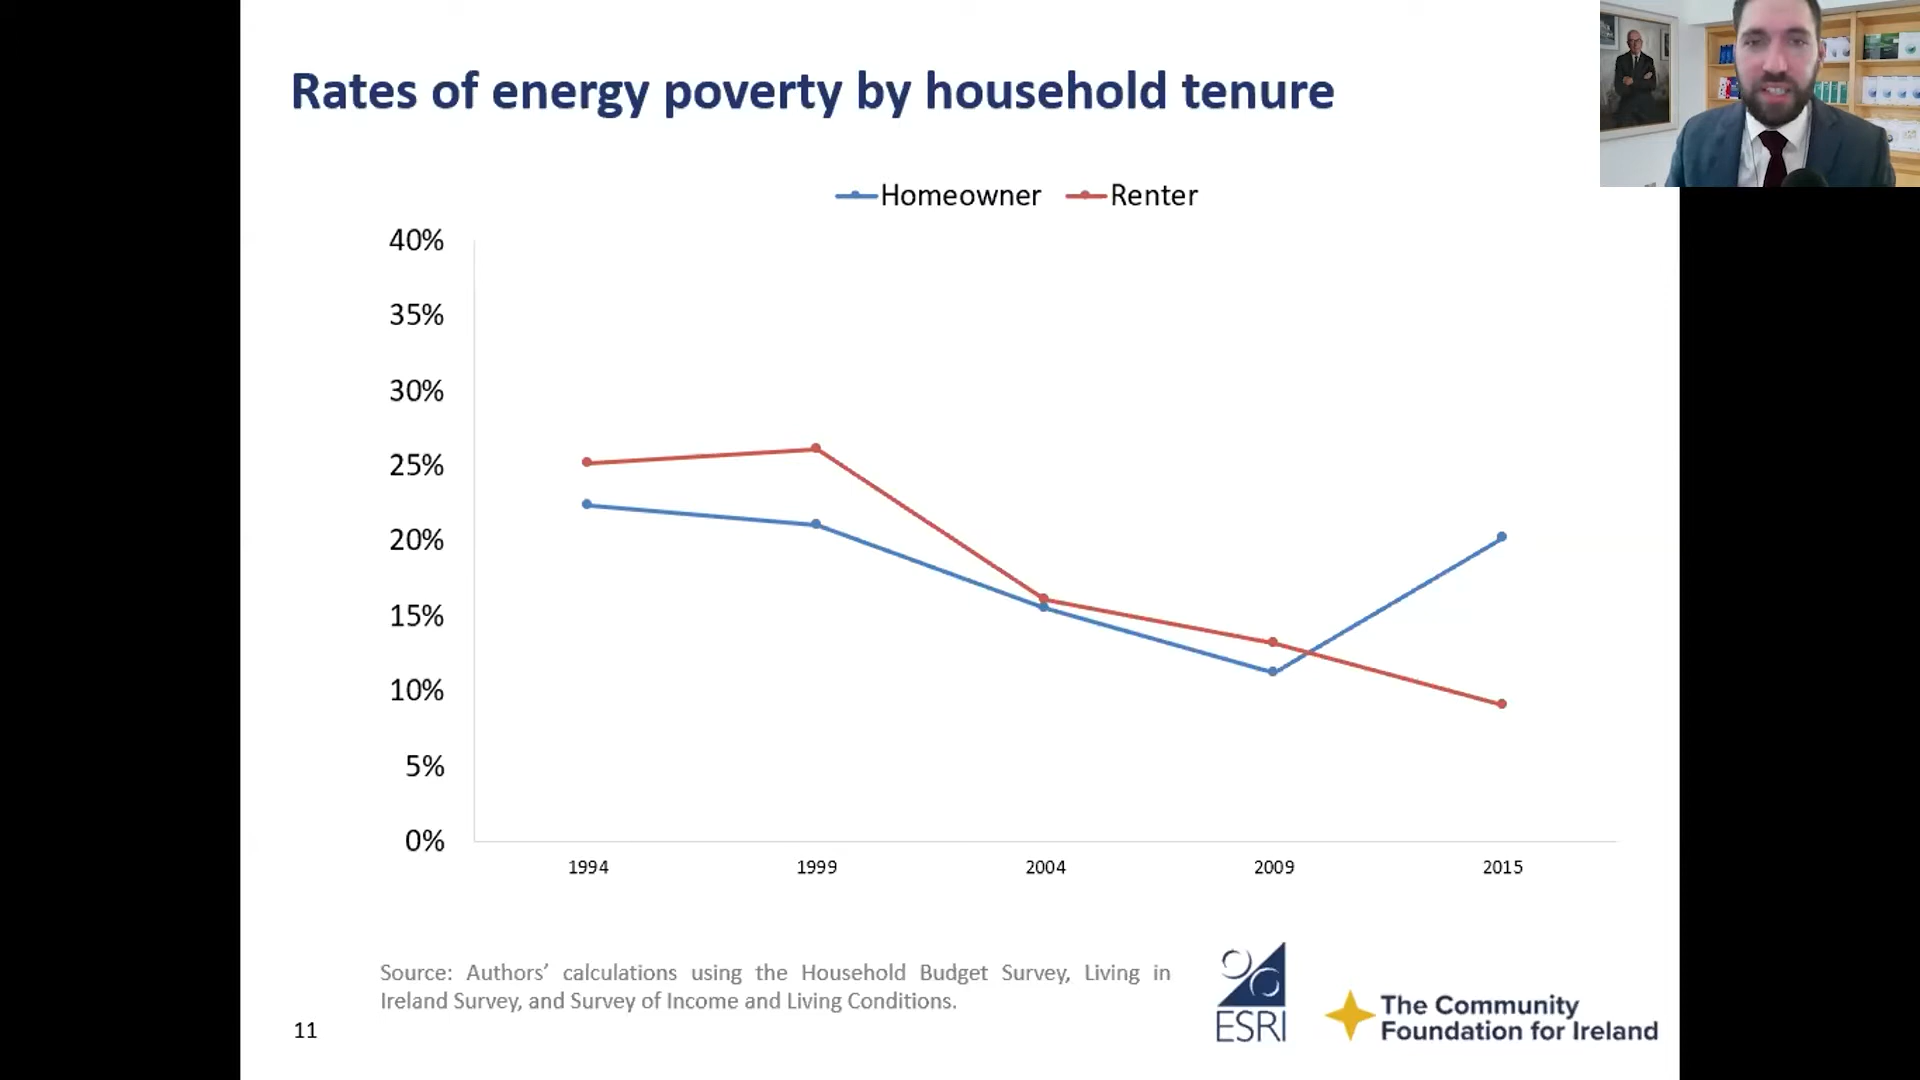 Rates of energy poverty by household tenure
Homeowner Renter
40%
35%
30%
25%
20%
15%
10%
5%
0%
1994 1999 2004 2009 2015
Source: Authors’ calculations using the Household Budget Survey, Living in
Ireland Survey, and Survey of Income and Living Conditions.
11
ESRI
The Community
Foundation for Ireland